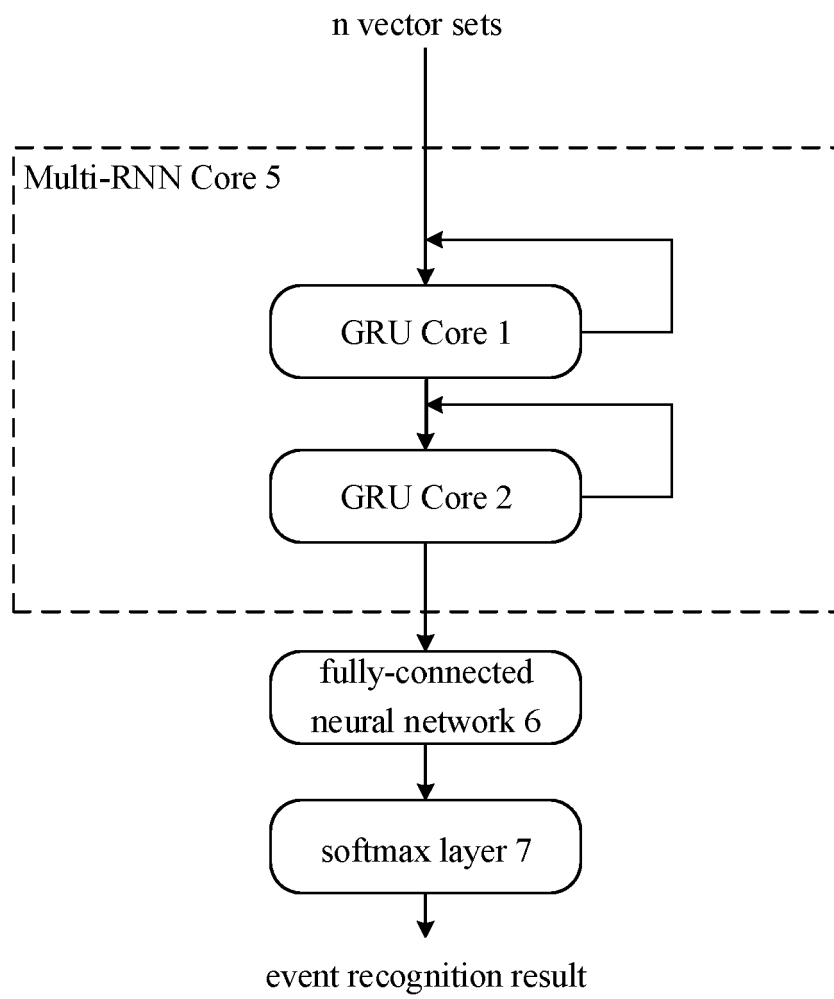 n vector sets
Multi-RNN Core 5
GRU Core 1
GRU Core 2
fully-connected
neural network 6
softmax layer 7
event recognition result